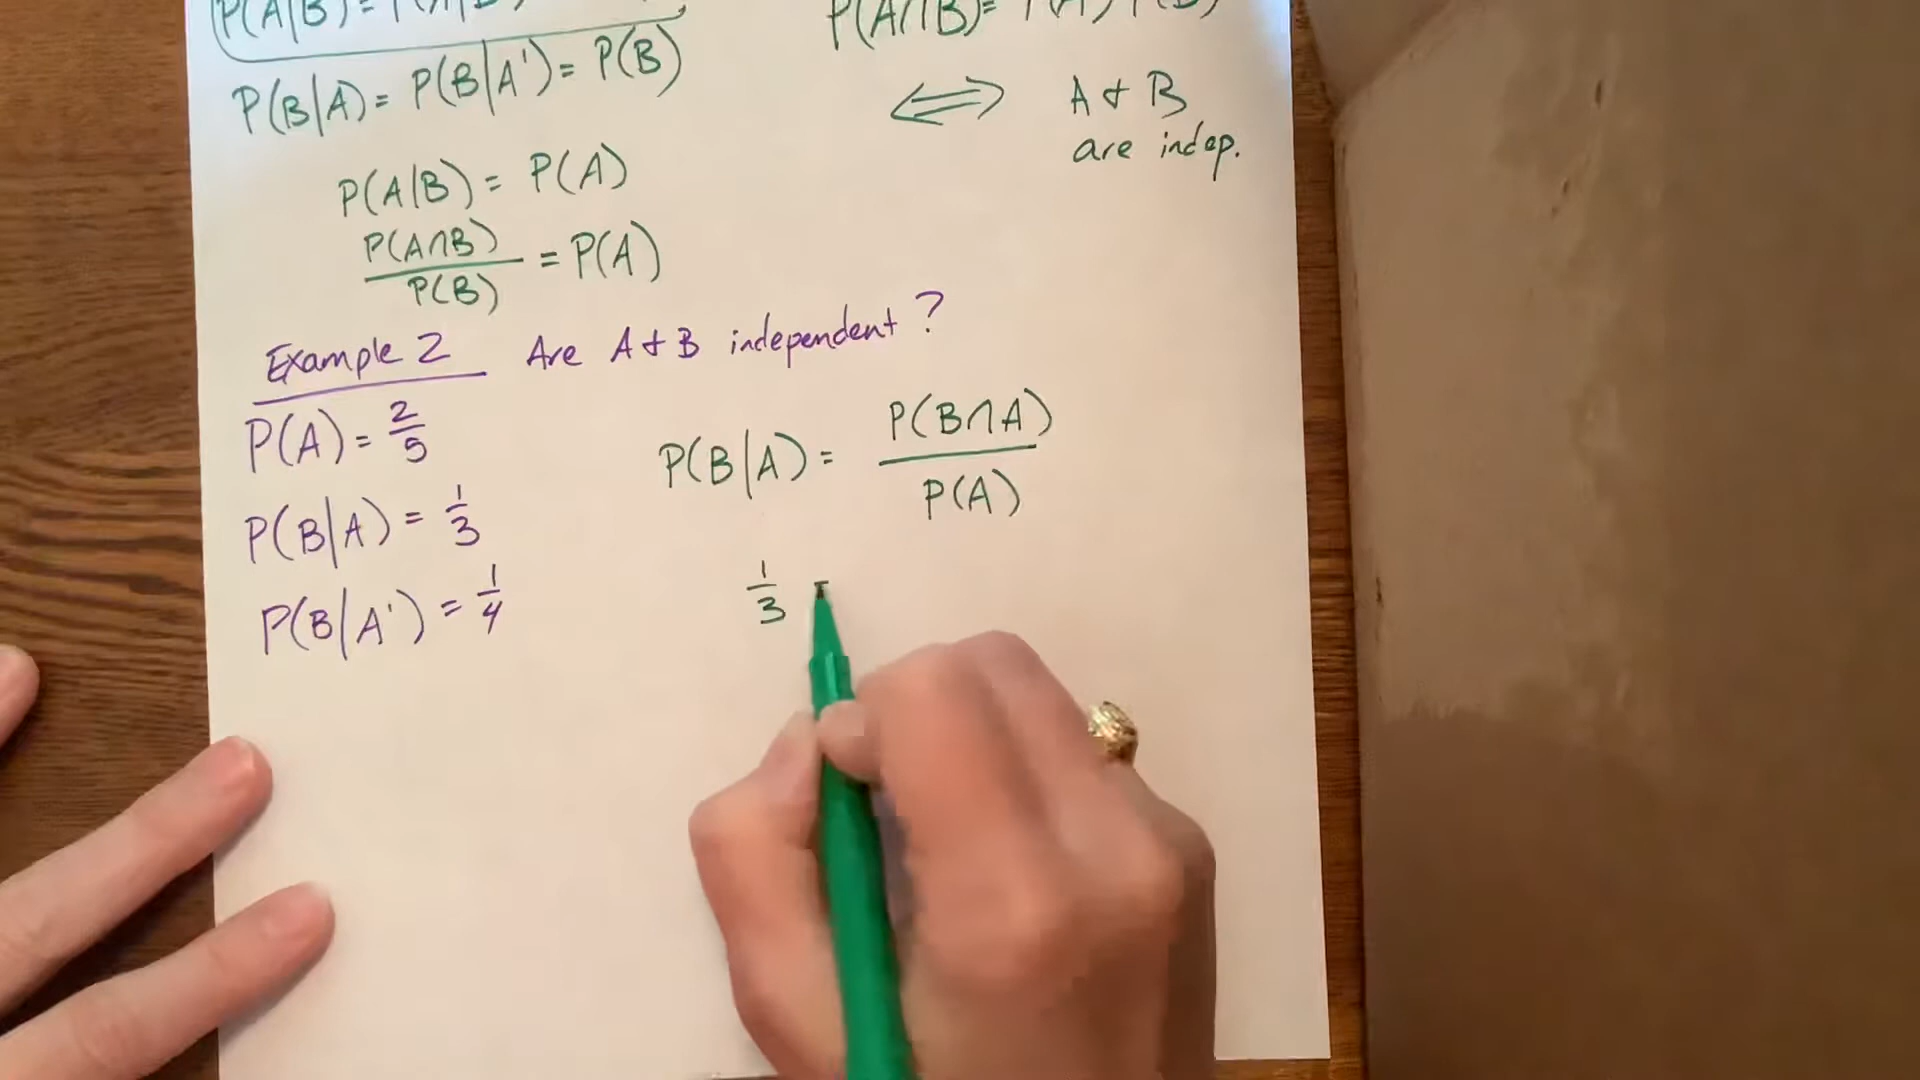 P(A|B) =
P(A∩B) = P(A) P(B)
P(B|A) = P(B|A') = P(B)
⟺ A + B
are indep.
P(A|B) = P(A)
P(A∩B)
/ P(B) = P(A)
Example 2 Are A + B independent?
P(A) = 2/5
P(B|A) = P(B∩A) / P(A)
P(B|A) = 1/3
1/3
P(B|A') = 1/4